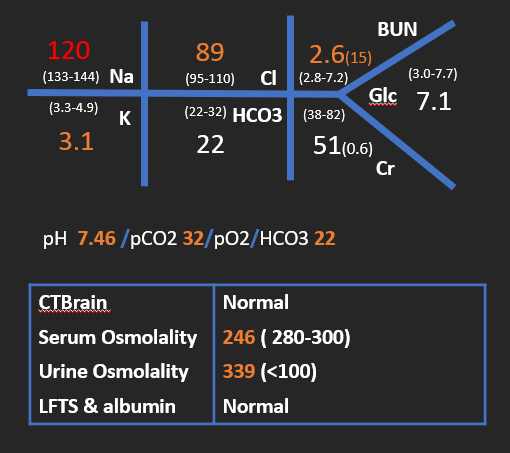 BUN
120 89 2.6(15)
(133-144) Na (95-110) Cl (2.8-7.2) (3.0-7.7)
(3.3-4.9) K (22-32) HCO3 (38-82) Glc 7.1
3.1 22 51(0.6)
Cr
pH 7.46 /pCO2 32/pO2/HCO3 22
CTBrain Normal
Serum Osmolality 246 ( 280-300)
Urine Osmolality 339 (<100)
LFTS & albumin Normal